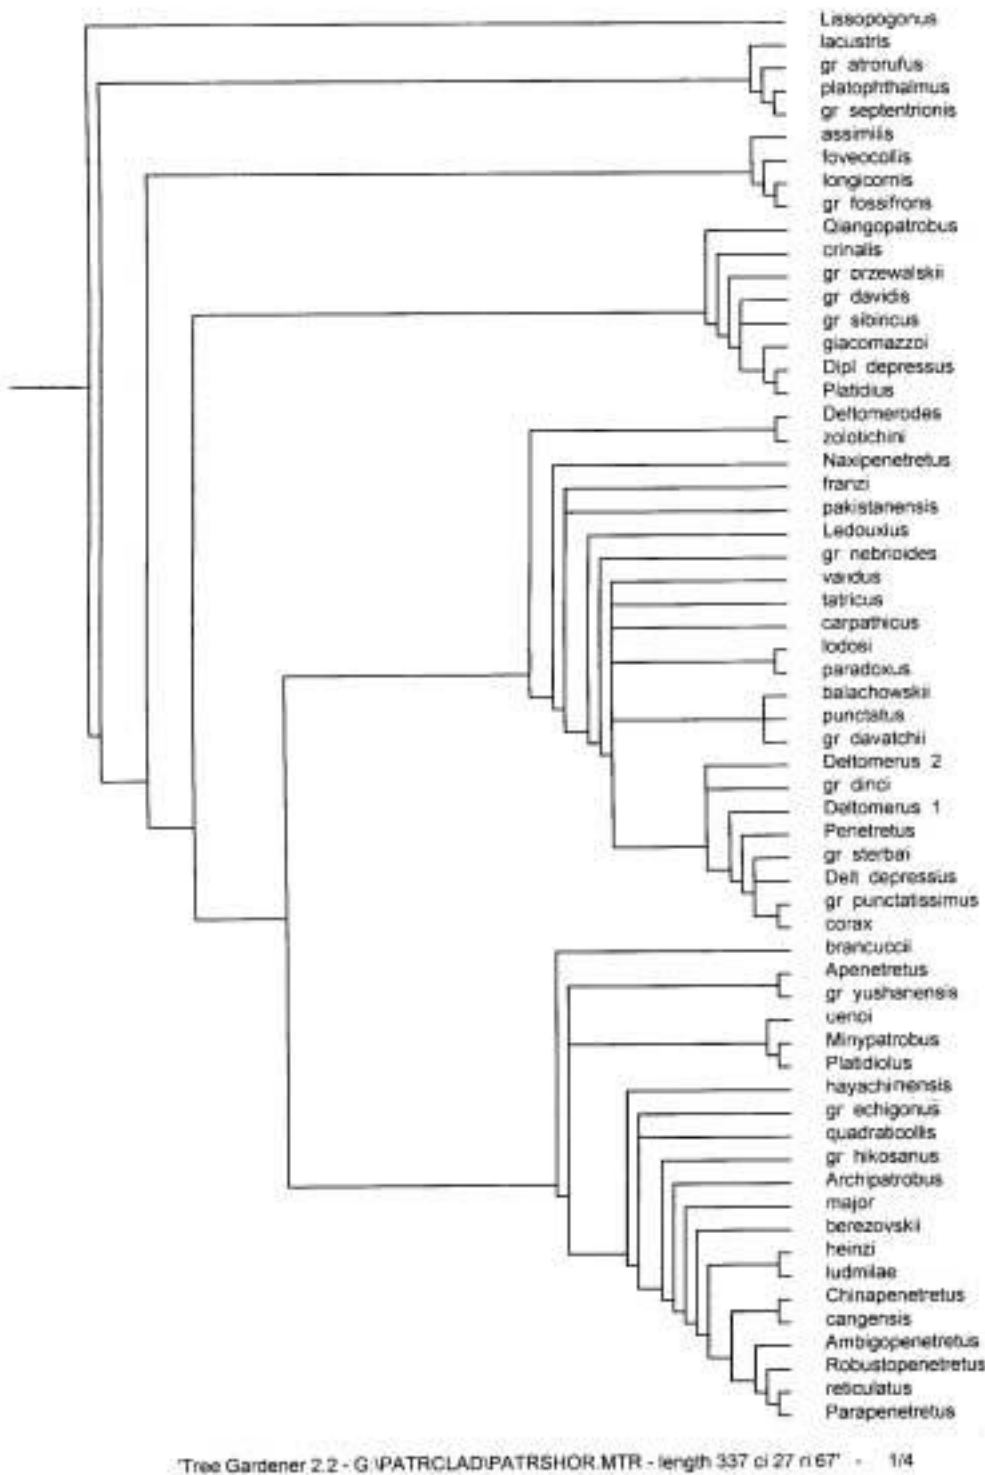 Lissopogonus
lacustris
gr atrorufus
platophthalmus
gr septentrionis
assimilis
foveocollis
longicornis
gr fossifrons
Qiangopatrobus
crinalis
gr przewalskii
gr davidis
gr sibiricus
giacomazzoi
Dipl depressus
Platidius
Deltomerodes
zolotichini
Naxipenetretus
franzi
pakistanensis
Ledouxius
gr nebrioides
validus
tatricus
carpathicus
lodosi
paradoxus
balachowskii
punctatus
gr davatchii
Deltomerus 2
gr dinci
Deltomerus 1
Penetretus
gr sterbai
Delt depressus
gr punctatissimus
corax
brancuccii
Apenetretus
gr yushanensis
uenoi
Minypatrobus
Platidiolus
hayachinensis
gr echigonus
quadraticollis
gr hikosanus
Archipatrobus
major
berezovskii
heinzi
ludmilae
Chinapenetretus
cangensis
Ambigopenetretus
Robustopenetretus
reticulatus
Parapenetretus
'Tree Gardener 2.2 - G:\PATRCLAD\PATRSHOR.MTR - length 337 ci 27 ri 67' - 1/4